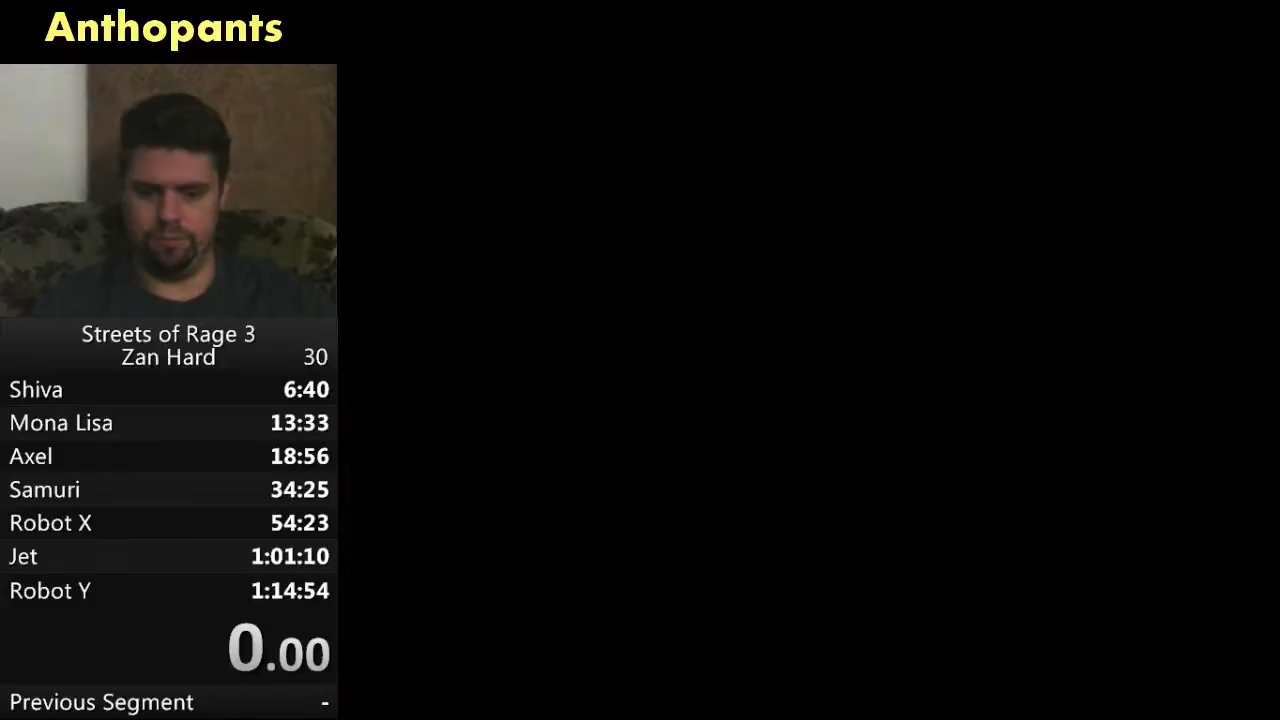 Anthopants
Streets of Rage 3
Zan Hard 30
Shiva 6:40
Mona Lisa 13:33
Axel 18:56
Samuri 34:25
Robot X 54:23
Jet 1:01:10
Robot Y 1:14:54
0.00
Previous Segment -